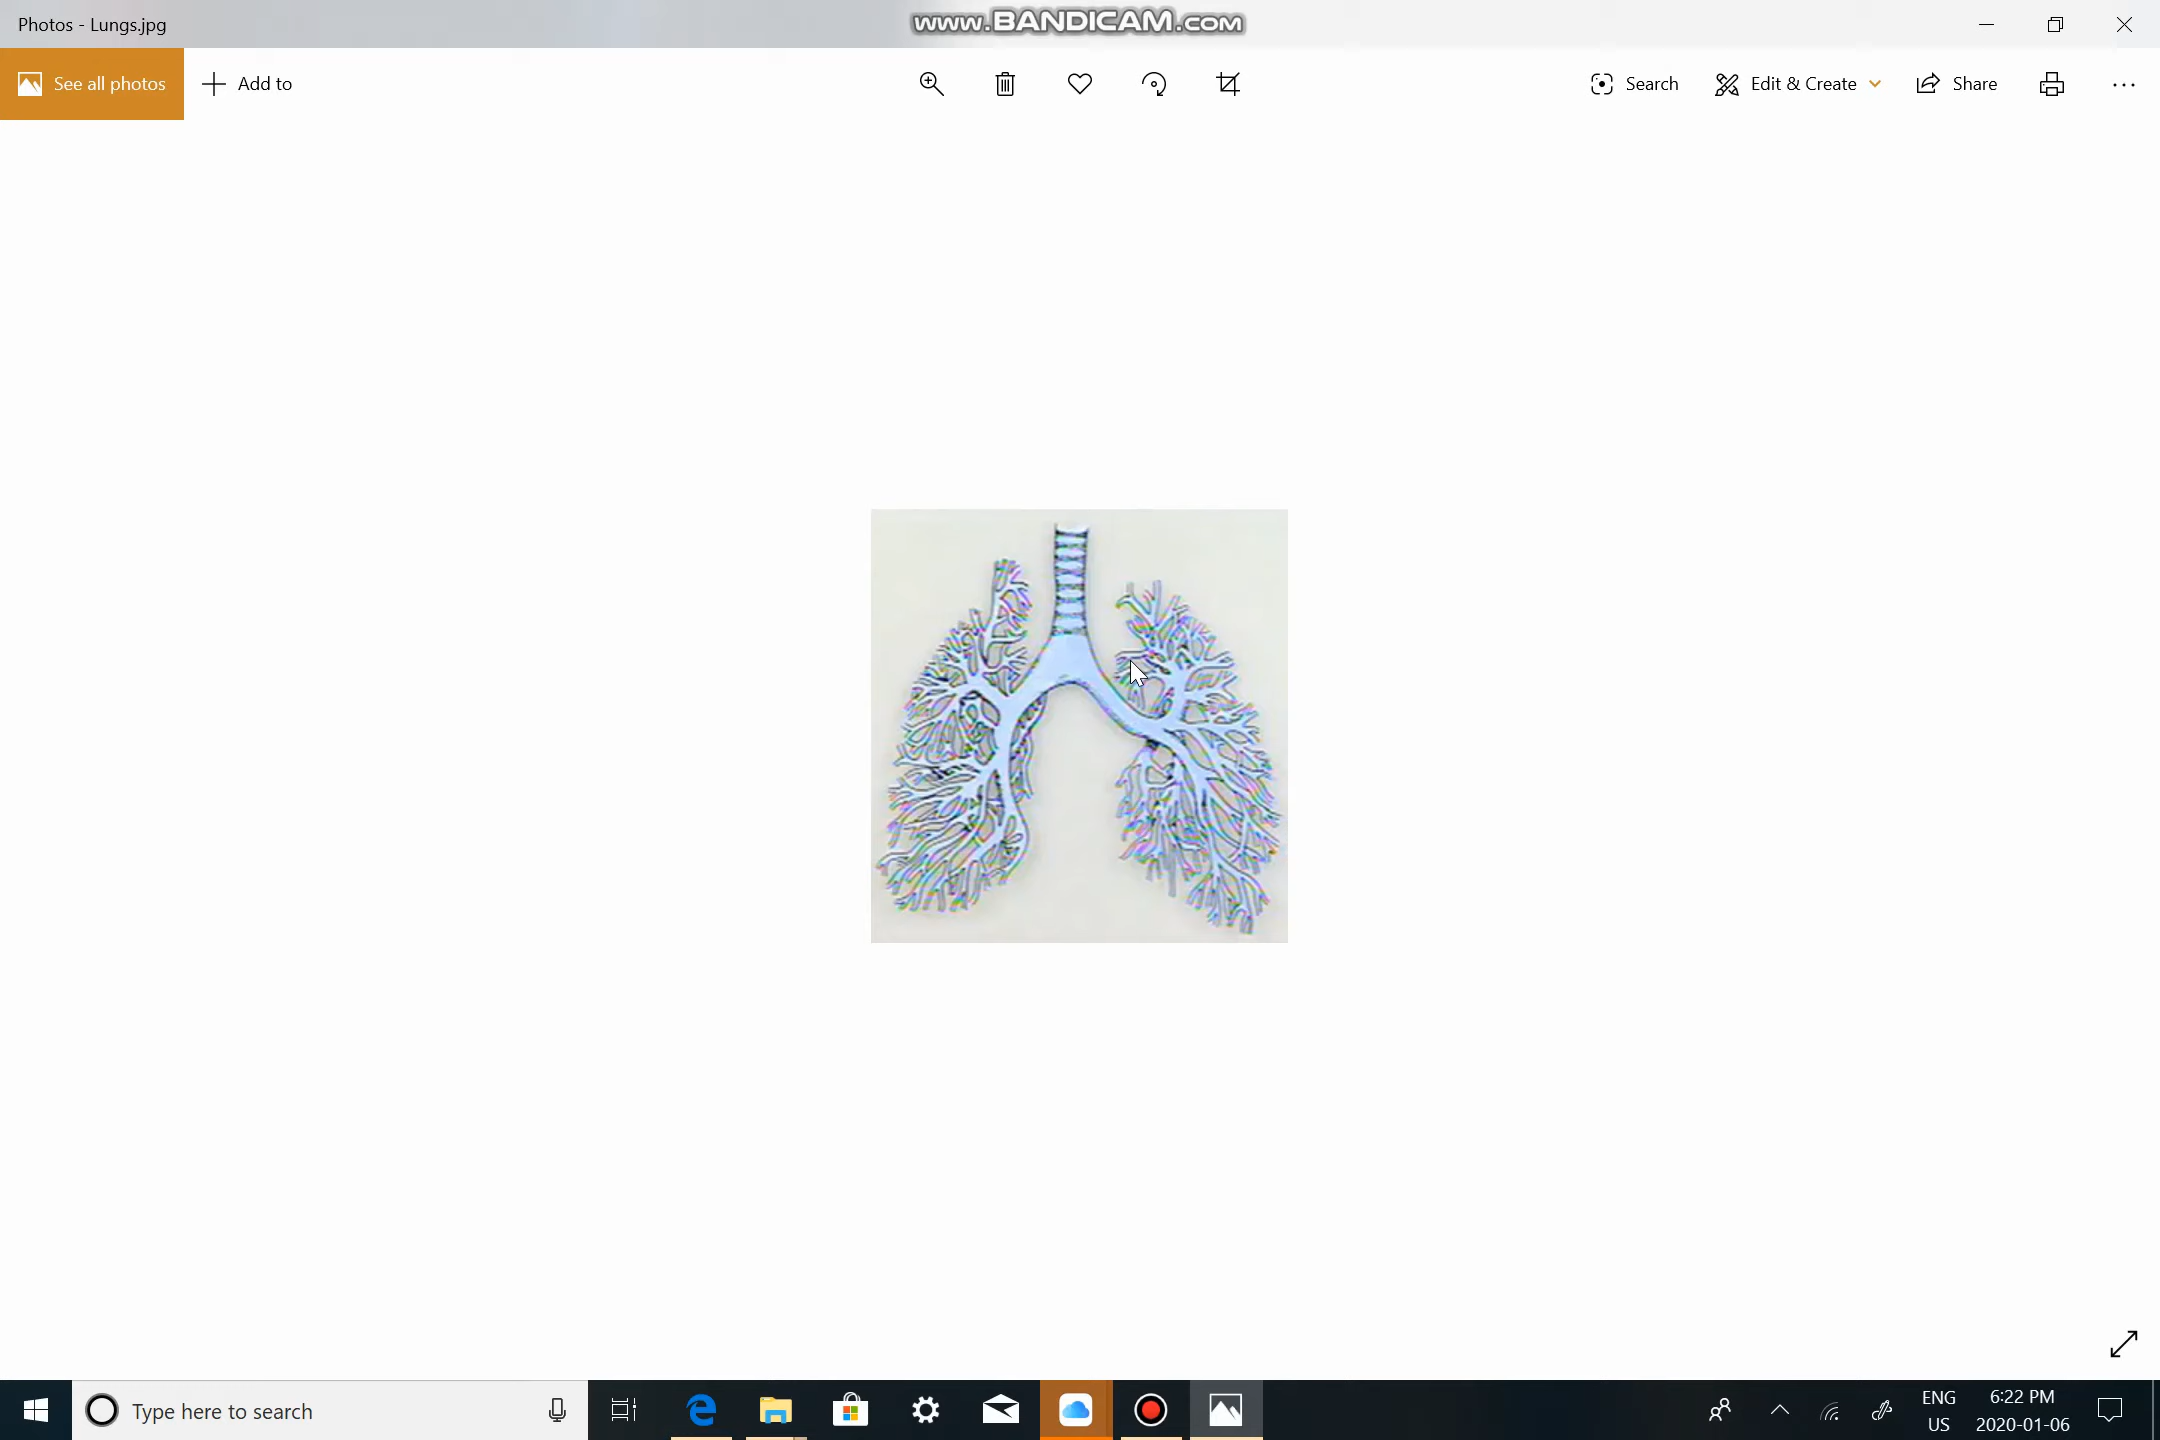 Photos - Lungs.jpg
www.BANDICAM.com
See all photos
Add to
Search
Edit & Create
Share
Type here to search
ENG
US
6:22 PM
2020-01-06